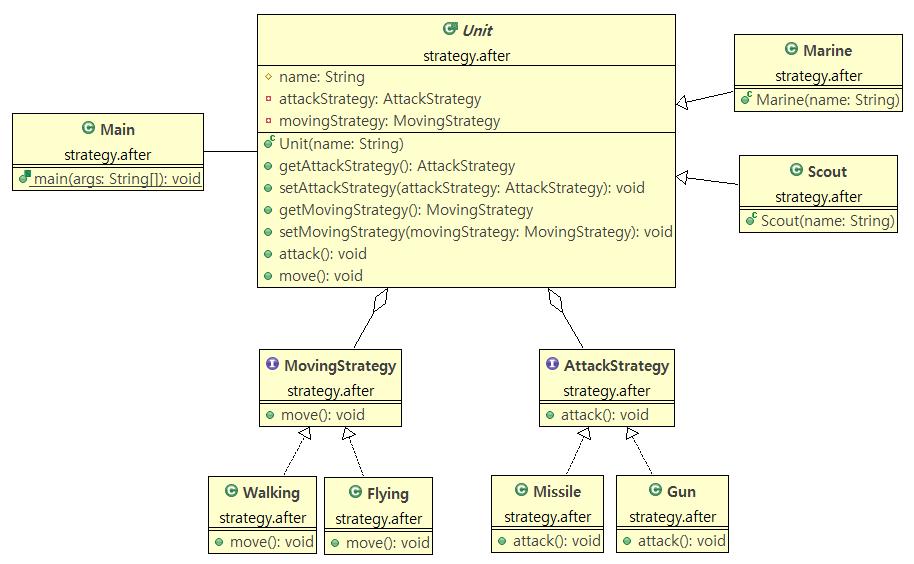 Unit
strategy.after
name: String
attackStrategy: AttackStrategy
movingStrategy: MovingStrategy
Unit(name: String)
getAttackStrategy(): AttackStrategy
setAttackStrategy(attackStrategy: AttackStrategy): void
getMovingStrategy(): MovingStrategy
setMovingStrategy(movingStrategy: MovingStrategy): void
attack(): void
move(): void
Main
strategy.after
main(args: String[]): void
Marine
strategy.after
Marine(name: String)
Scout
strategy.after
Scout(name: String)
MovingStrategy
strategy.after
move(): void
AttackStrategy
strategy.after
attack(): void
Walking
strategy.after
move(): void
Flying
strategy.after
move(): void
Missile
strategy.after
attack(): void
Gun
strategy.after
attack(): void